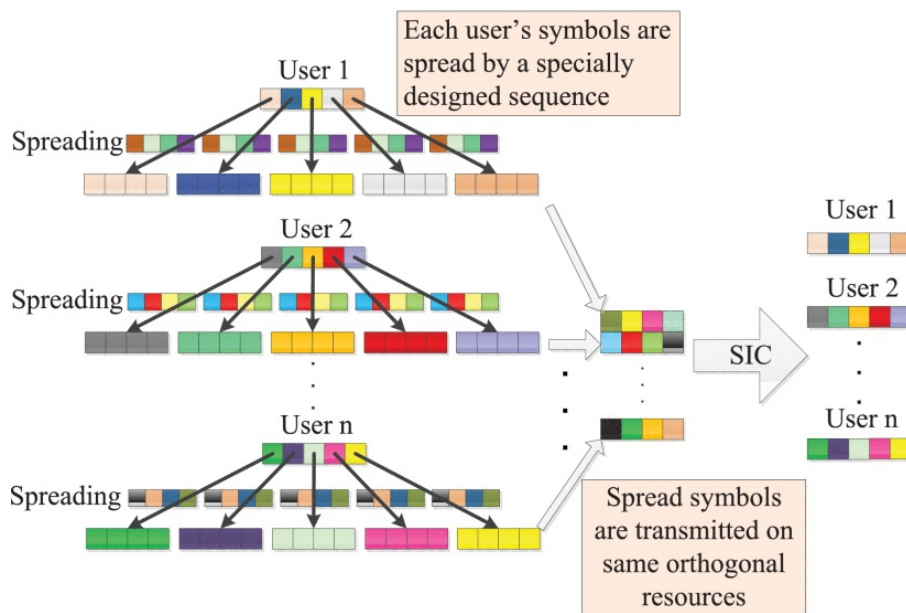 Each user's symbols are
spread by a specially
designed sequence
User 1
Spreading
User 2
Spreading
User n
Spreading
SIC
User 1
User 2
User n
Spread symbols
are transmitted on
same orthogonal
resources